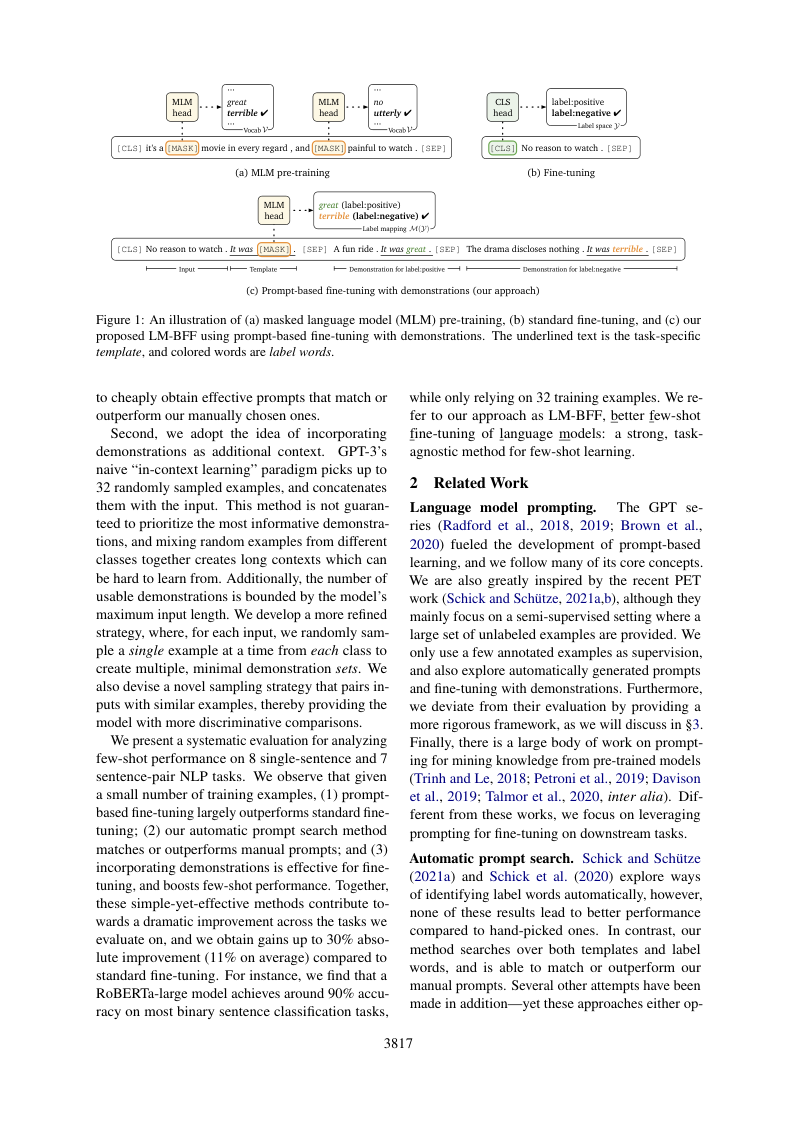 ...
MLM
head
great
terrible ✔
...
Vocab 𝒱
...
MLM
head
no
utterly ✔
...
Vocab 𝒱
[CLS] it's a [MASK] movie in every regard , and [MASK] painful to watch . [SEP]
(a) MLM pre-training
CLS
head
label:positive
label:negative ✔
Label space 𝒴
[CLS] No reason to watch . [SEP]
(b) Fine-tuning
MLM
head
great (label:positive)
terrible (label:negative) ✔
Label mapping ℳ(𝒴)
[CLS] No reason to watch . It was [MASK] . [SEP] A fun ride . It was great . [SEP] The drama discloses nothing . It was terrible . [SEP]
Input Template Demonstration for label:positive Demonstration for label:negative
(c) Prompt-based fine-tuning with demonstrations (our approach)
Figure 1: An illustration of (a) masked language model (MLM) pre-training, (b) standard fine-tuning, and (c) our
proposed LM-BFF using prompt-based fine-tuning with demonstrations. The underlined text is the task-specific
template, and colored words are label words.
to cheaply obtain effective prompts that match or
outperform our manually chosen ones.
Second, we adopt the idea of incorporating
demonstrations as additional context. GPT-3's
naive “in-context learning” paradigm picks up to
32 randomly sampled examples, and concatenates
them with the input. This method is not guaran-
teed to prioritize the most informative demonstra-
tions, and mixing random examples from different
classes together creates long contexts which can
be hard to learn from. Additionally, the number of
usable demonstrations is bounded by the model's
maximum input length. We develop a more refined
strategy, where, for each input, we randomly sam-
ple a single example at a time from each class to
create multiple, minimal demonstration sets. We
also devise a novel sampling strategy that pairs in-
puts with similar examples, thereby providing the
model with more discriminative comparisons.
We present a systematic evaluation for analyzing
few-shot performance on 8 single-sentence and 7
sentence-pair NLP tasks. We observe that given
a small number of training examples, (1) prompt-
based fine-tuning largely outperforms standard fine-
tuning; (2) our automatic prompt search method
matches or outperforms manual prompts; and (3)
incorporating demonstrations is effective for fine-
tuning, and boosts few-shot performance. Together,
these simple-yet-effective methods contribute to-
wards a dramatic improvement across the tasks we
evaluate on, and we obtain gains up to 30% abso-
lute improvement (11% on average) compared to
standard fine-tuning. For instance, we find that a
RoBERTa-large model achieves around 90% accu-
racy on most binary sentence classification tasks,
while only relying on 32 training examples. We re-
fer to our approach as LM-BFF, better few-shot
fine-tuning of language models: a strong, task-
agnostic method for few-shot learning.
2 Related Work
Language model prompting. The GPT se-
ries (Radford et al., 2018, 2019; Brown et al.,
2020) fueled the development of prompt-based
learning, and we follow many of its core concepts.
We are also greatly inspired by the recent PET
work (Schick and Schütze, 2021a,b), although they
mainly focus on a semi-supervised setting where a
large set of unlabeled examples are provided. We
only use a few annotated examples as supervision,
and also explore automatically generated prompts
and fine-tuning with demonstrations. Furthermore,
we deviate from their evaluation by providing a
more rigorous framework, as we will discuss in §3.
Finally, there is a large body of work on prompt-
ing for mining knowledge from pre-trained models
(Trinh and Le, 2018; Petroni et al., 2019; Davison
et al., 2019; Talmor et al., 2020, inter alia). Dif-
ferent from these works, we focus on leveraging
prompting for fine-tuning on downstream tasks.
Automatic prompt search. Schick and Schütze
(2021a) and Schick et al. (2020) explore ways
of identifying label words automatically, however,
none of these results lead to better performance
compared to hand-picked ones. In contrast, our
method searches over both templates and label
words, and is able to match or outperform our
manual prompts. Several other attempts have been
made in addition—yet these approaches either op-
3817